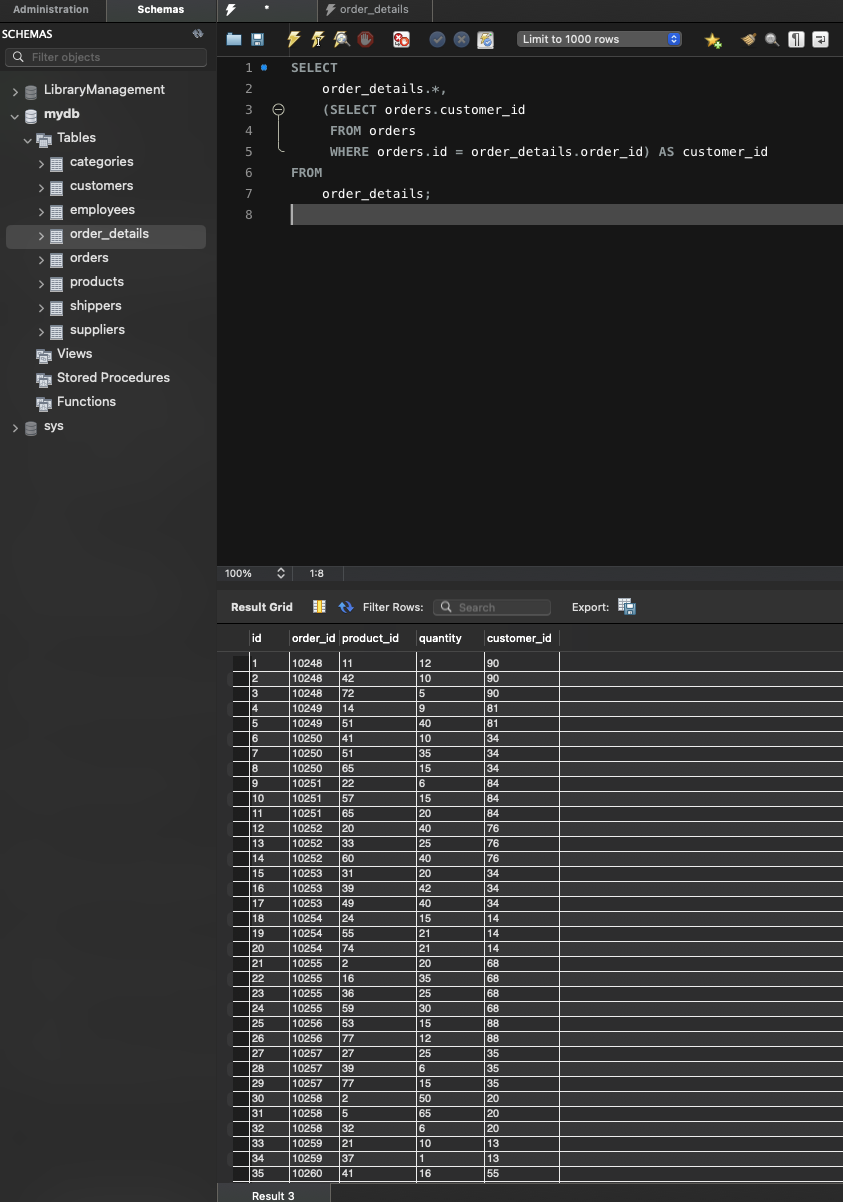 Administration Schemas * order_details
SCHEMAS
Filter objects
LibraryManagement
mydb
Tables
categories
customers
employees
order_details
orders
products
shippers
suppliers
Views
Stored Procedures
Functions
sys
Limit to 1000 rows
1 SELECT
2 order_details.*,
3 (SELECT orders.customer_id
4 FROM orders
5 WHERE orders.id = order_details.order_id) AS customer_id
6 FROM
7 order_details;
8
100% 1:8
Result Grid Filter Rows: Search Export:
id order_id product_id quantity customer_id
1 10248 11 12 90
2 10248 42 10 90
3 10248 72 5 90
4 10249 14 9 81
5 10249 51 40 81
6 10250 41 10 34
7 10250 51 35 34
8 10250 65 15 34
9 10251 22 6 84
10 10251 57 15 84
11 10251 65 20 84
12 10252 20 40 76
13 10252 33 25 76
14 10252 60 40 76
15 10253 31 20 34
16 10253 39 42 34
17 10253 49 40 34
18 10254 24 15 14
19 10254 55 21 14
20 10254 74 21 14
21 10255 2 20 68
22 10255 16 35 68
23 10255 36 25 68
24 10255 59 30 68
25 10256 53 15 88
26 10256 77 12 88
27 10257 27 25 35
28 10257 39 6 35
29 10257 77 15 35
30 10258 2 50 20
31 10258 5 65 20
32 10258 32 6 20
33 10259 21 10 13
34 10259 37 1 13
35 10260 41 16 55
Result 3